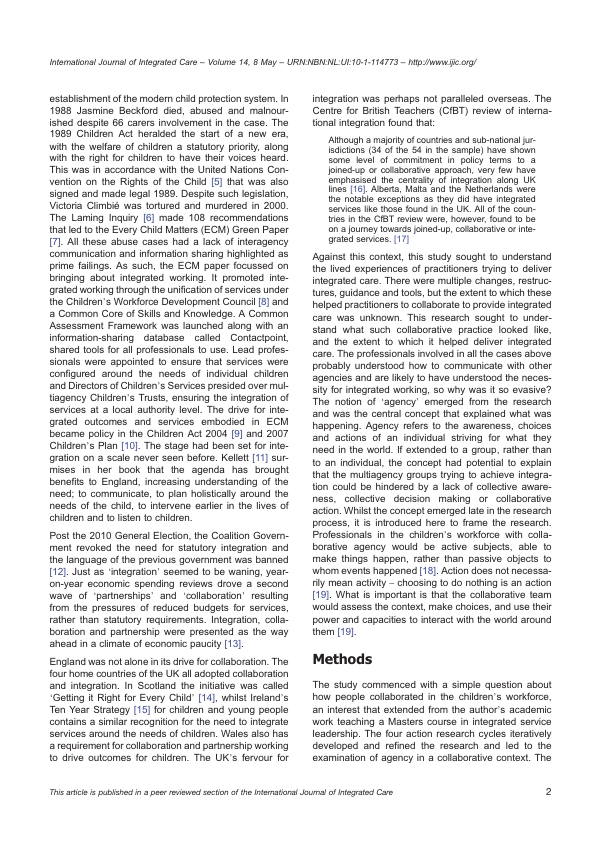 International Journal of Integrated Care – Volume 14, 8 May – URN:NBN:NL:UI:10-1-114773 – http://www.ijic.org/
establishment of the modern child protection system. In
1988 Jasmine Beckford died, abused and malnour-
ished despite 66 carers involvement in the case. The
1989 Children Act heralded the start of a new era,
with the welfare of children a statutory priority, along
with the right for children to have their voices heard.
This was in accordance with the United Nations Con-
vention on the Rights of the Child [5] that was also
signed and made legal 1989. Despite such legislation,
Victoria Climbié was tortured and murdered in 2000.
The Laming Inquiry [6] made 108 recommendations
that led to the Every Child Matters (ECM) Green Paper
[7]. All these abuse cases had a lack of interagency
communication and information sharing highlighted as
prime failings. As such, the ECM paper focussed on
bringing about integrated working. It promoted inte-
grated working through the unification of services under
the Children's Workforce Development Council [8] and
a Common Core of Skills and Knowledge. A Common
Assessment Framework was launched along with an
information-sharing database called Contactpoint,
shared tools for all professionals to use. Lead profes-
sionals were appointed to ensure that services were
configured around the needs of individual children
and Directors of Children's Services presided over mul-
tiagency Children's Trusts, ensuring the integration of
services at a local authority level. The drive for inte-
grated outcomes and services embodied in ECM
became policy in the Children Act 2004 [9] and 2007
Children's Plan [10]. The stage had been set for inte-
gration on a scale never seen before. Kellett [11] sur-
mises in her book that the agenda has brought
benefits to England, increasing understanding of the
need; to communicate, to plan holistically around the
needs of the child, to intervene earlier in the lives of
children and to listen to children.
Post the 2010 General Election, the Coalition Govern-
ment revoked the need for statutory integration and
the language of the previous government was banned
[12]. Just as 'integration' seemed to be waning, year-
on-year economic spending reviews drove a second
wave of 'partnerships' and 'collaboration' resulting
from the pressures of reduced budgets for services,
rather than statutory requirements. Integration, colla-
boration and partnership were presented as the way
ahead in a climate of economic paucity [13].
England was not alone in its drive for collaboration. The
four home countries of the UK all adopted collaboration
and integration. In Scotland the initiative was called
'Getting it Right for Every Child' [14], whilst Ireland's
Ten Year Strategy [15] for children and young people
contains a similar recognition for the need to integrate
services around the needs of children. Wales also has
a requirement for collaboration and partnership working
to drive outcomes for children. The UK's fervour for
integration was perhaps not paralleled overseas. The
Centre for British Teachers (CfBT) review of interna-
tional integration found that:
Although a majority of countries and sub-national jur-
isdictions (34 of the 54 in the sample) have shown
some level of commitment in policy terms to a
joined-up or collaborative approach, very few have
emphasised the centrality of integration along UK
lines [16]. Alberta, Malta and the Netherlands were
the notable exceptions as they did have integrated
services like those found in the UK. All of the coun-
tries in the CfBT review were, however, found to be
on a journey towards joined-up, collaborative or inte-
grated services. [17]
Against this context, this study sought to understand
the lived experiences of practitioners trying to deliver
integrated care. There were multiple changes, restruc-
tures, guidance and tools, but the extent to which these
helped practitioners to collaborate to provide integrated
care was unknown. This research sought to under-
stand what such collaborative practice looked like,
and the extent to which it helped deliver integrated
care. The professionals involved in all the cases above
probably understood how to communicate with other
agencies and are likely to have understood the neces-
sity for integrated working, so why was it so evasive?
The notion of 'agency' emerged from the research
and was the central concept that explained what was
happening. Agency refers to the awareness, choices
and actions of an individual striving for what they
need in the world. If extended to a group, rather than
to an individual, the concept had potential to explain
that the multiagency groups trying to achieve integra-
tion could be hindered by a lack of collective aware-
ness, collective decision making or collaborative
action. Whilst the concept emerged late in the research
process, it is introduced here to frame the research.
Professionals in the children's workforce with colla-
borative agency would be active subjects, able to
make things happen, rather than passive objects to
whom events happened [18]. Action does not necessa-
rily mean activity – choosing to do nothing is an action
[19]. What is important is that the collaborative team
would assess the context, make choices, and use their
power and capacities to interact with the world around
them [19].
Methods
The study commenced with a simple question about
how people collaborated in the children's workforce,
an interest that extended from the author's academic
work teaching a Masters course in integrated service
leadership. The four action research cycles iteratively
developed and refined the research and led to the
examination of agency in a collaborative context. The
This article is published in a peer reviewed section of the International Journal of Integrated Care
2